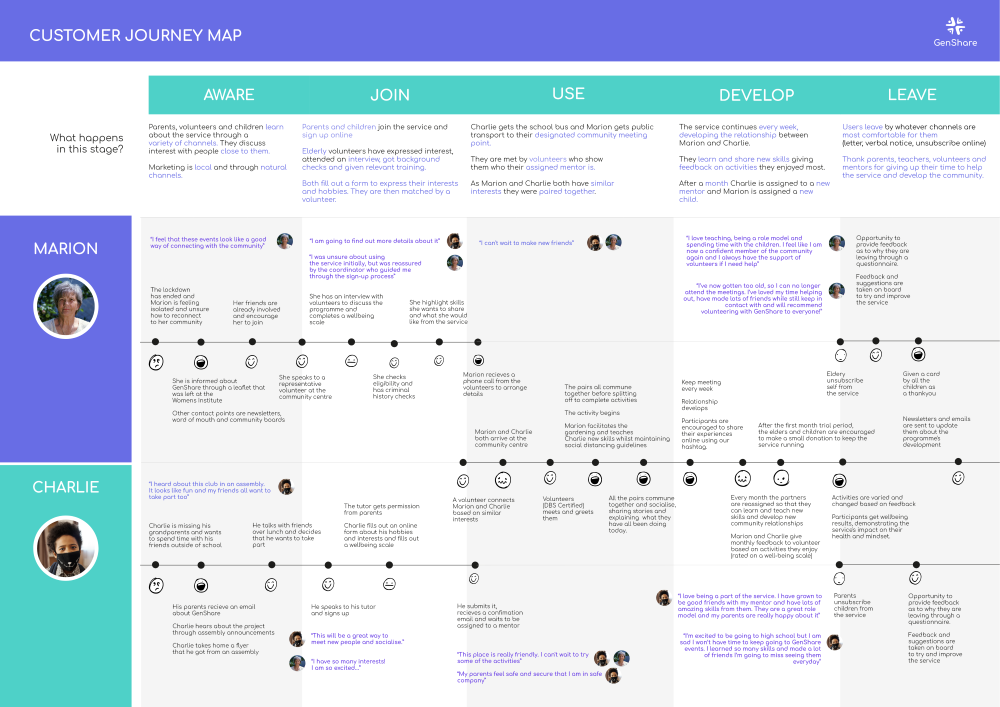 CUSTOMER JOURNEY MAP
GenShare
AWARE
JOIN
USE
DEVELOP
LEAVE
What happens
in this stage?
Parents, volunteers and children learn
about the service through a
variety of channels. They discuss
interest with people close to them.
Marketing is local and through natural
channels.
Parents and children join the service and
sign up online
Elderly volunteers have expressed interest,
attended an interview, got background
checks and given relevant training.
Both fill out a form to express their interests
and hobbies. They are then matched by a
volunteer.
Charlie gets the school bus and Marion gets public
transport to their designated community meeting
point.
They are met by volunteers who show
them who their assigned mentor is.
As Marion and Charlie both have similar
interests they were paired together.
The service continues every week,
developing the relationship between
Marion and Charlie.
They learn and share new skills giving
feedback on activities they enjoyed most.
After a month Charlie is assigned to a new
mentor and Marion is assigned a new
child.
Users leave by whatever channels are
most comfortable for them
(letter, verbal notice, unsubscribe online)
Thank parents, teachers, volunteers and
mentors for giving up their time to help
the service and develop the community.
MARION
"I feel that these events look like a good
way of connecting with the community"
The lockdown
has ended and
Marion is feeling
isolated and unsure
how to reconnect
to her community
Her friends are
already involved
and encourage
her to join
"I am going to find out more details about it"
"I was unsure about using
the service initially, but was reassured
by the coordinator who guided me
through the sign-up process"
She has an interview with
volunteers to discuss the
programme and
completes a wellbeing
scale
She highlight skills
she wants to share
and what she would
like from the service
"I can't wait to make new friends"
"I love teaching, being a role model and
spending time with the children. I feel like I am
now a confident member of the community
again and I always have the support of
volunteers if I need help"
"I've now gotten too old, so I can no longer
attend the meetings. I've loved my time helping
out, have made lots of friends while still keep in
contact with and will recommend
volunteering with GenShare to everyone!"
Opportunity to
provide feedback
as to why they are
leaving through a
questionnaire.
Feedback and
suggestions are
taken on board
to try and improve
the service
She is informed about
GenShare through a leaflet that
was left at the
Womens Institute
Other contact points are newsletters,
word of mouth and community boards
She speaks to a
representative
volunteer at the
community centre
She checks
eligibility and
has criminal
history checks
Marion recieves a
phone call from the
volunteers to arrange
details
Marion and Charlie
both arrive at the
community centre
The pairs all commune
together before splitting
off to complete activities
The activity begins
Marion facilitates the
gardening and teaches
Charlie new skills whilst maintaining
social distancing guidelines
Keep meeting
every week
Relationship
develops
Participants are
encouraged to share
their experiences
online using our
hashtag.
After the first month trial period,
the elders and children are encouraged
to make a small donation to keep the
service running
Eldery
unsubscribe
self from
the service
Given a card
by all the
children as
a thankyou
Newsletters and emails
are sent to update
them about the
programme's
development
CHARLIE
"I heard about this club in an assembly.
It looks like fun and my friends all want to
take part too"
Charlie is missing his
grandparents and wants
to spend time with his
friends outside of school
He talks with friends
over lunch and decides
that he wants to take
part
The tutor gets permission
from parents
Charlie fills out an online
form about his hobbies
and interests and fills out
a wellbeing scale
A volunteer connects
Marion and Charlie
based on similar
interests
Volunteers
(DBS Certified)
meets and greets
them
All the pairs commune
together and socialise,
sharing stories and
explaining what they
have all been doing
today.
Every month the partners
are reassigned so that they
can learn and teach new
skills and develop new
community relationships
Marion and Charlie give
monthly feedback to volunteer
based on activities they enjoy
(rated on a well-being scale)
Activities are varied and
changed based on feedback
Participants get wellbeing
results, demonstrating the
service's impact on their
health and mindset.
His parents recieve an email
about GenShare
Charlie hears about the project
through assembly announcements
Charlie takes home a flyer
that he got from an assembly
He speaks to his tutor
and signs up
"This will be a great way to
meet new people and socialise."
"I have so many interests!
I am so excited..."
He submits it,
recieves a confimation
email and waits to be
assigned to a mentor
"This place is really friendly. I can't wait to try
some of the activities"
"My parents feel safe and secure that I am in safe
company"
"I love being a part of the service. I have grown to
be good friends with my mentor and have lots of
amazing skills from them. They are a great role
model and my parents are really happy about it"
"I'm excited to be going to high school but I am
sad I won't have time to keep going to GenShare
events. I learned so many skills and made a lot
of friends I'm going to miss seeing them
everyday"
Parents
unsubscribe
children from
the service
Opportunity to
provide feedback
as to why they are
leaving through a
questionnaire.
Feedback and
suggestions are
taken on board
to try and improve
the service